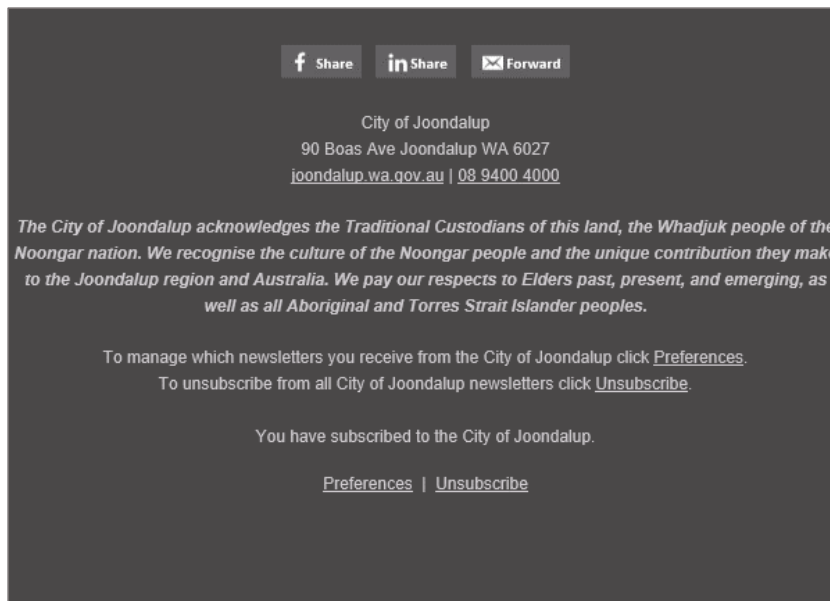 f Share in Share Forward
City of Joondalup
90 Boas Ave Joondalup WA 6027
joondalup.wa.gov.au | 08 9400 4000
The City of Joondalup acknowledges the Traditional Custodians of this land, the Whadjuk people of the
Noongar nation. We recognise the culture of the Noongar people and the unique contribution they make
to the Joondalup region and Australia. We pay our respects to Elders past, present, and emerging, as
well as all Aboriginal and Torres Strait Islander peoples.
To manage which newsletters you receive from the City of Joondalup click Preferences.
To unsubscribe from all City of Joondalup newsletters click Unsubscribe.
You have subscribed to the City of Joondalup.
Preferences | Unsubscribe